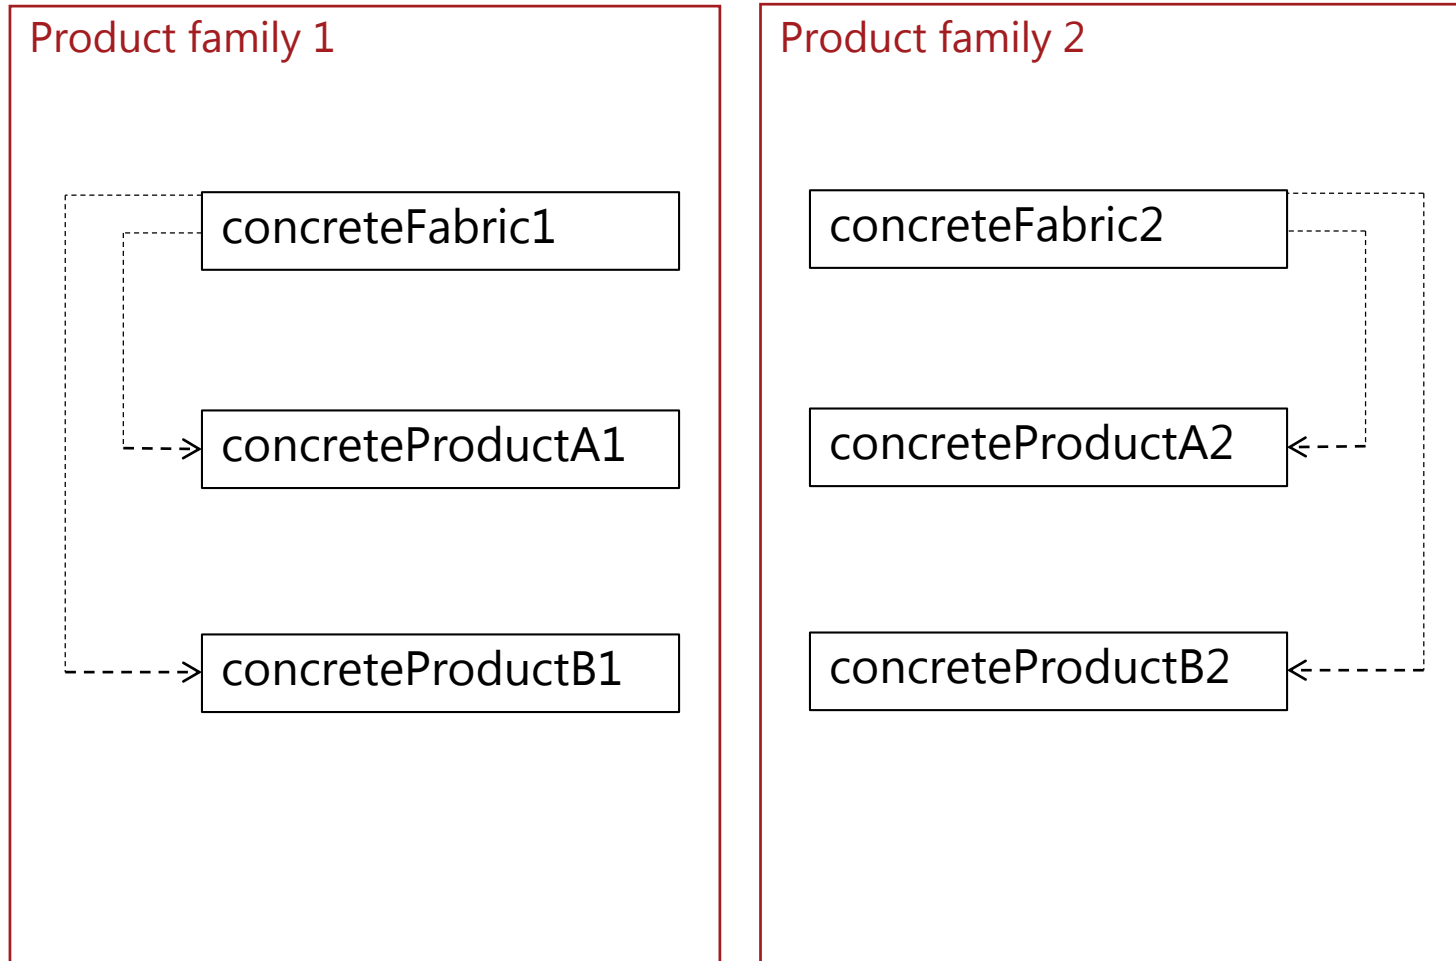 Product family 1
concreteFabric1
concreteProductA1
concreteProductB1
Product family 2
concreteFabric2
concreteProductA2
concreteProductB2